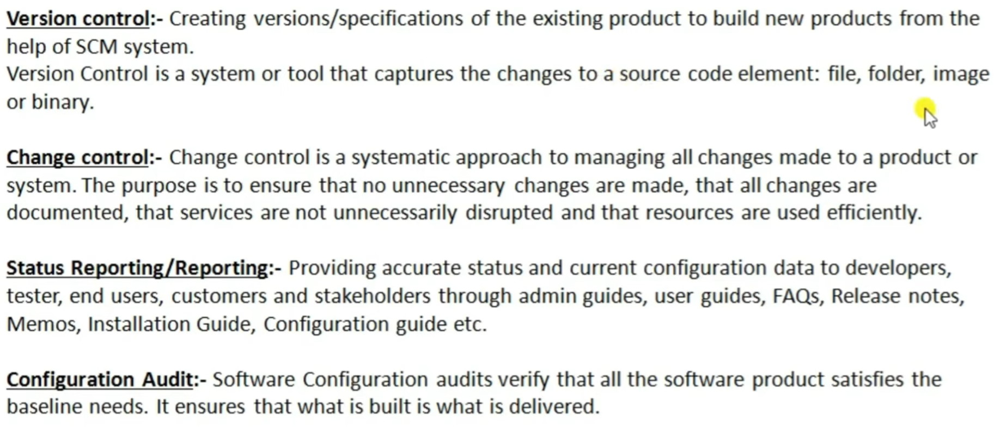 Version control:- Creating versions/specifications of the existing product to build new products from the
help of SCM system.
Version Control is a system or tool that captures the changes to a source code element: file, folder, image
or binary.
Change control:- Change control is a systematic approach to managing all changes made to a product or
system. The purpose is to ensure that no unnecessary changes are made, that all changes are
documented, that services are not unnecessarily disrupted and that resources are used efficiently.
Status Reporting/Reporting:- Providing accurate status and current configuration data to developers,
tester, end users, customers and stakeholders through admin guides, user guides, FAQs, Release notes,
Memos, Installation Guide, Configuration guide etc.
Configuration Audit:- Software Configuration audits verify that all the software product satisfies the
baseline needs. It ensures that what is built is what is delivered.